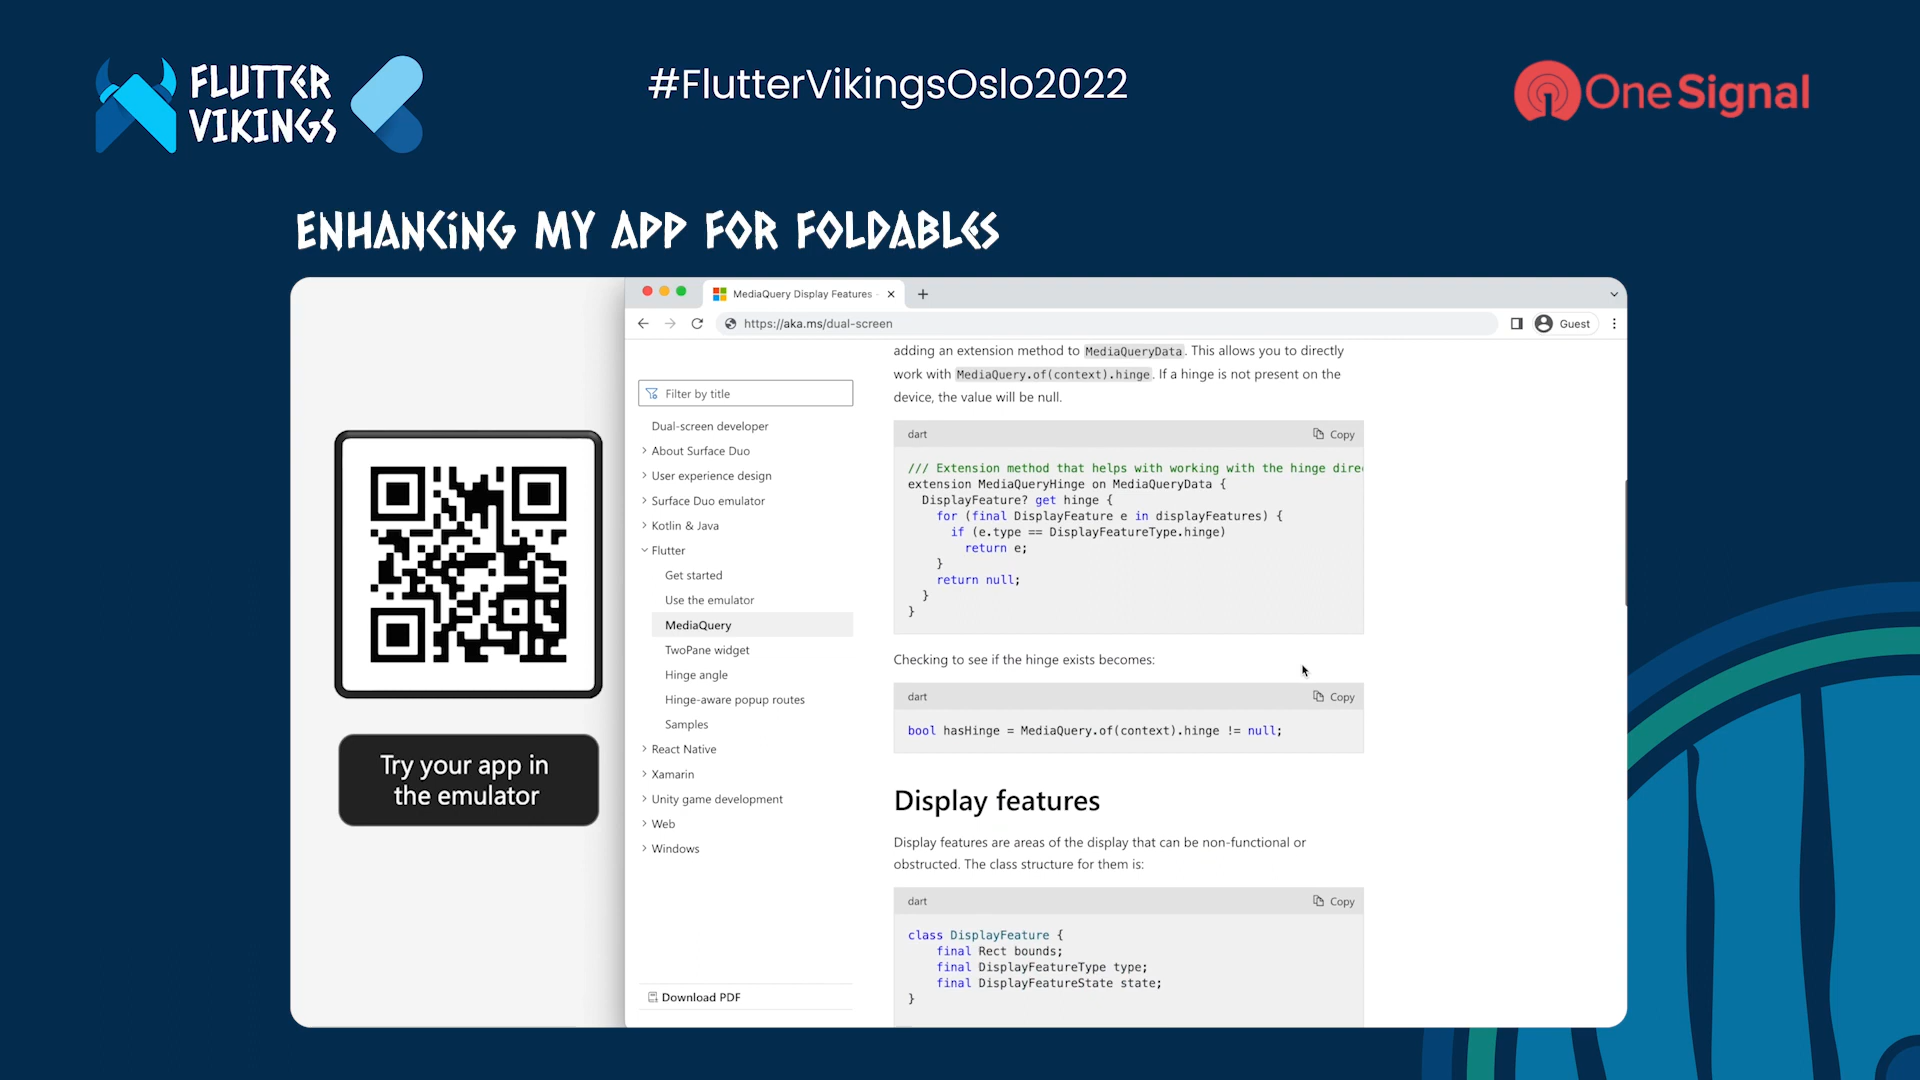 FLUTTER
VIKINGS
#FlutterVikingsOslo2022
OneSignal
ENHANCING MY APP FOR FOLDABLES
Try your app in
the emulator
MediaQuery Display Features -
https://aka.ms/dual-screen
Guest
Filter by title
Dual-screen developer
About Surface Duo
User experience design
Surface Duo emulator
Kotlin & Java
Flutter
Get started
Use the emulator
MediaQuery
TwoPane widget
Hinge angle
Hinge-aware popup routes
Samples
React Native
Xamarin
Unity game development
Web
Windows
Download PDF
adding an extension method to MediaQueryData. This allows you to directly
work with MediaQuery.of(context).hinge. If a hinge is not present on the
device, the value will be null.
dart
Copy
/// Extension method that helps with working with the hinge dire
extension MediaQueryHinge on MediaQueryData {
DisplayFeature? get hinge {
for (final DisplayFeature e in displayFeatures) {
if (e.type == DisplayFeatureType.hinge)
return e;
}
return null;
}
}
Checking to see if the hinge exists becomes:
dart
Copy
bool hasHinge = MediaQuery.of(context).hinge != null;
Display features
Display features are areas of the display that can be non-functional or
obstructed. The class structure for them is:
dart
Copy
class DisplayFeature {
final Rect bounds;
final DisplayFeatureType type;
final DisplayFeatureState state;
}